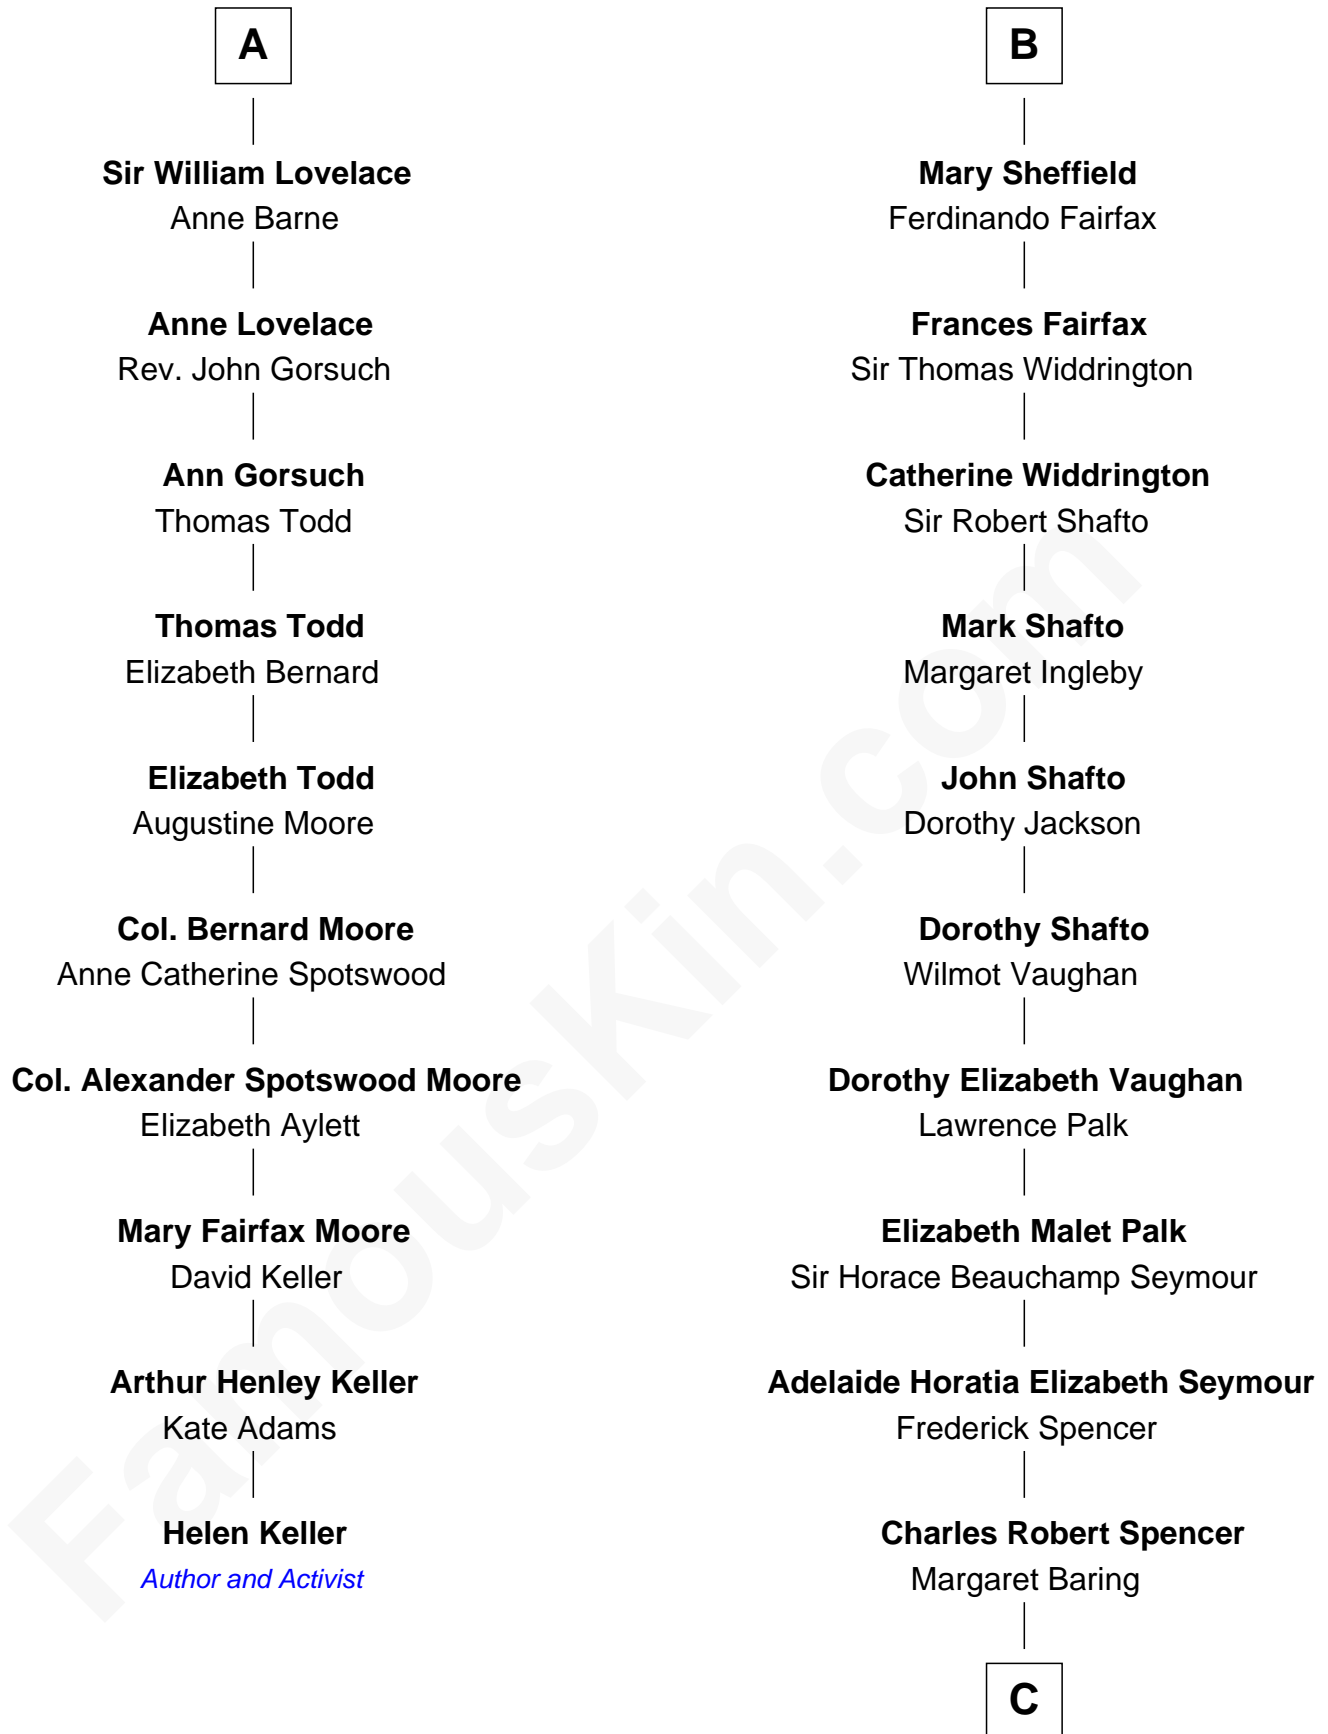 A
Sir William Lovelace
Anne Barne
Anne Lovelace
Rev. John Gorsuch
Ann Gorsuch
Thomas Todd
Thomas Todd
Elizabeth Bernard
Elizabeth Todd
Augustine Moore
Col. Bernard Moore
Anne Catherine Spotswood
Col. Alexander Spotswood Moore
Elizabeth Aylett
Mary Fairfax Moore
David Keller
Arthur Henley Keller
Kate Adams
Helen Keller
Author and Activist
B
Mary Sheffield
Ferdinando Fairfax
Frances Fairfax
Sir Thomas Widdrington
Catherine Widdrington
Sir Robert Shafto
Mark Shafto
Margaret Ingleby
John Shafto
Dorothy Jackson
Dorothy Shafto
Wilmot Vaughan
Dorothy Elizabeth Vaughan
Lawrence Palk
Elizabeth Malet Palk
Sir Horace Beauchamp Seymour
Adelaide Horatia Elizabeth Seymour
Frederick Spencer
Charles Robert Spencer
Margaret Baring
C
FamousKin.com